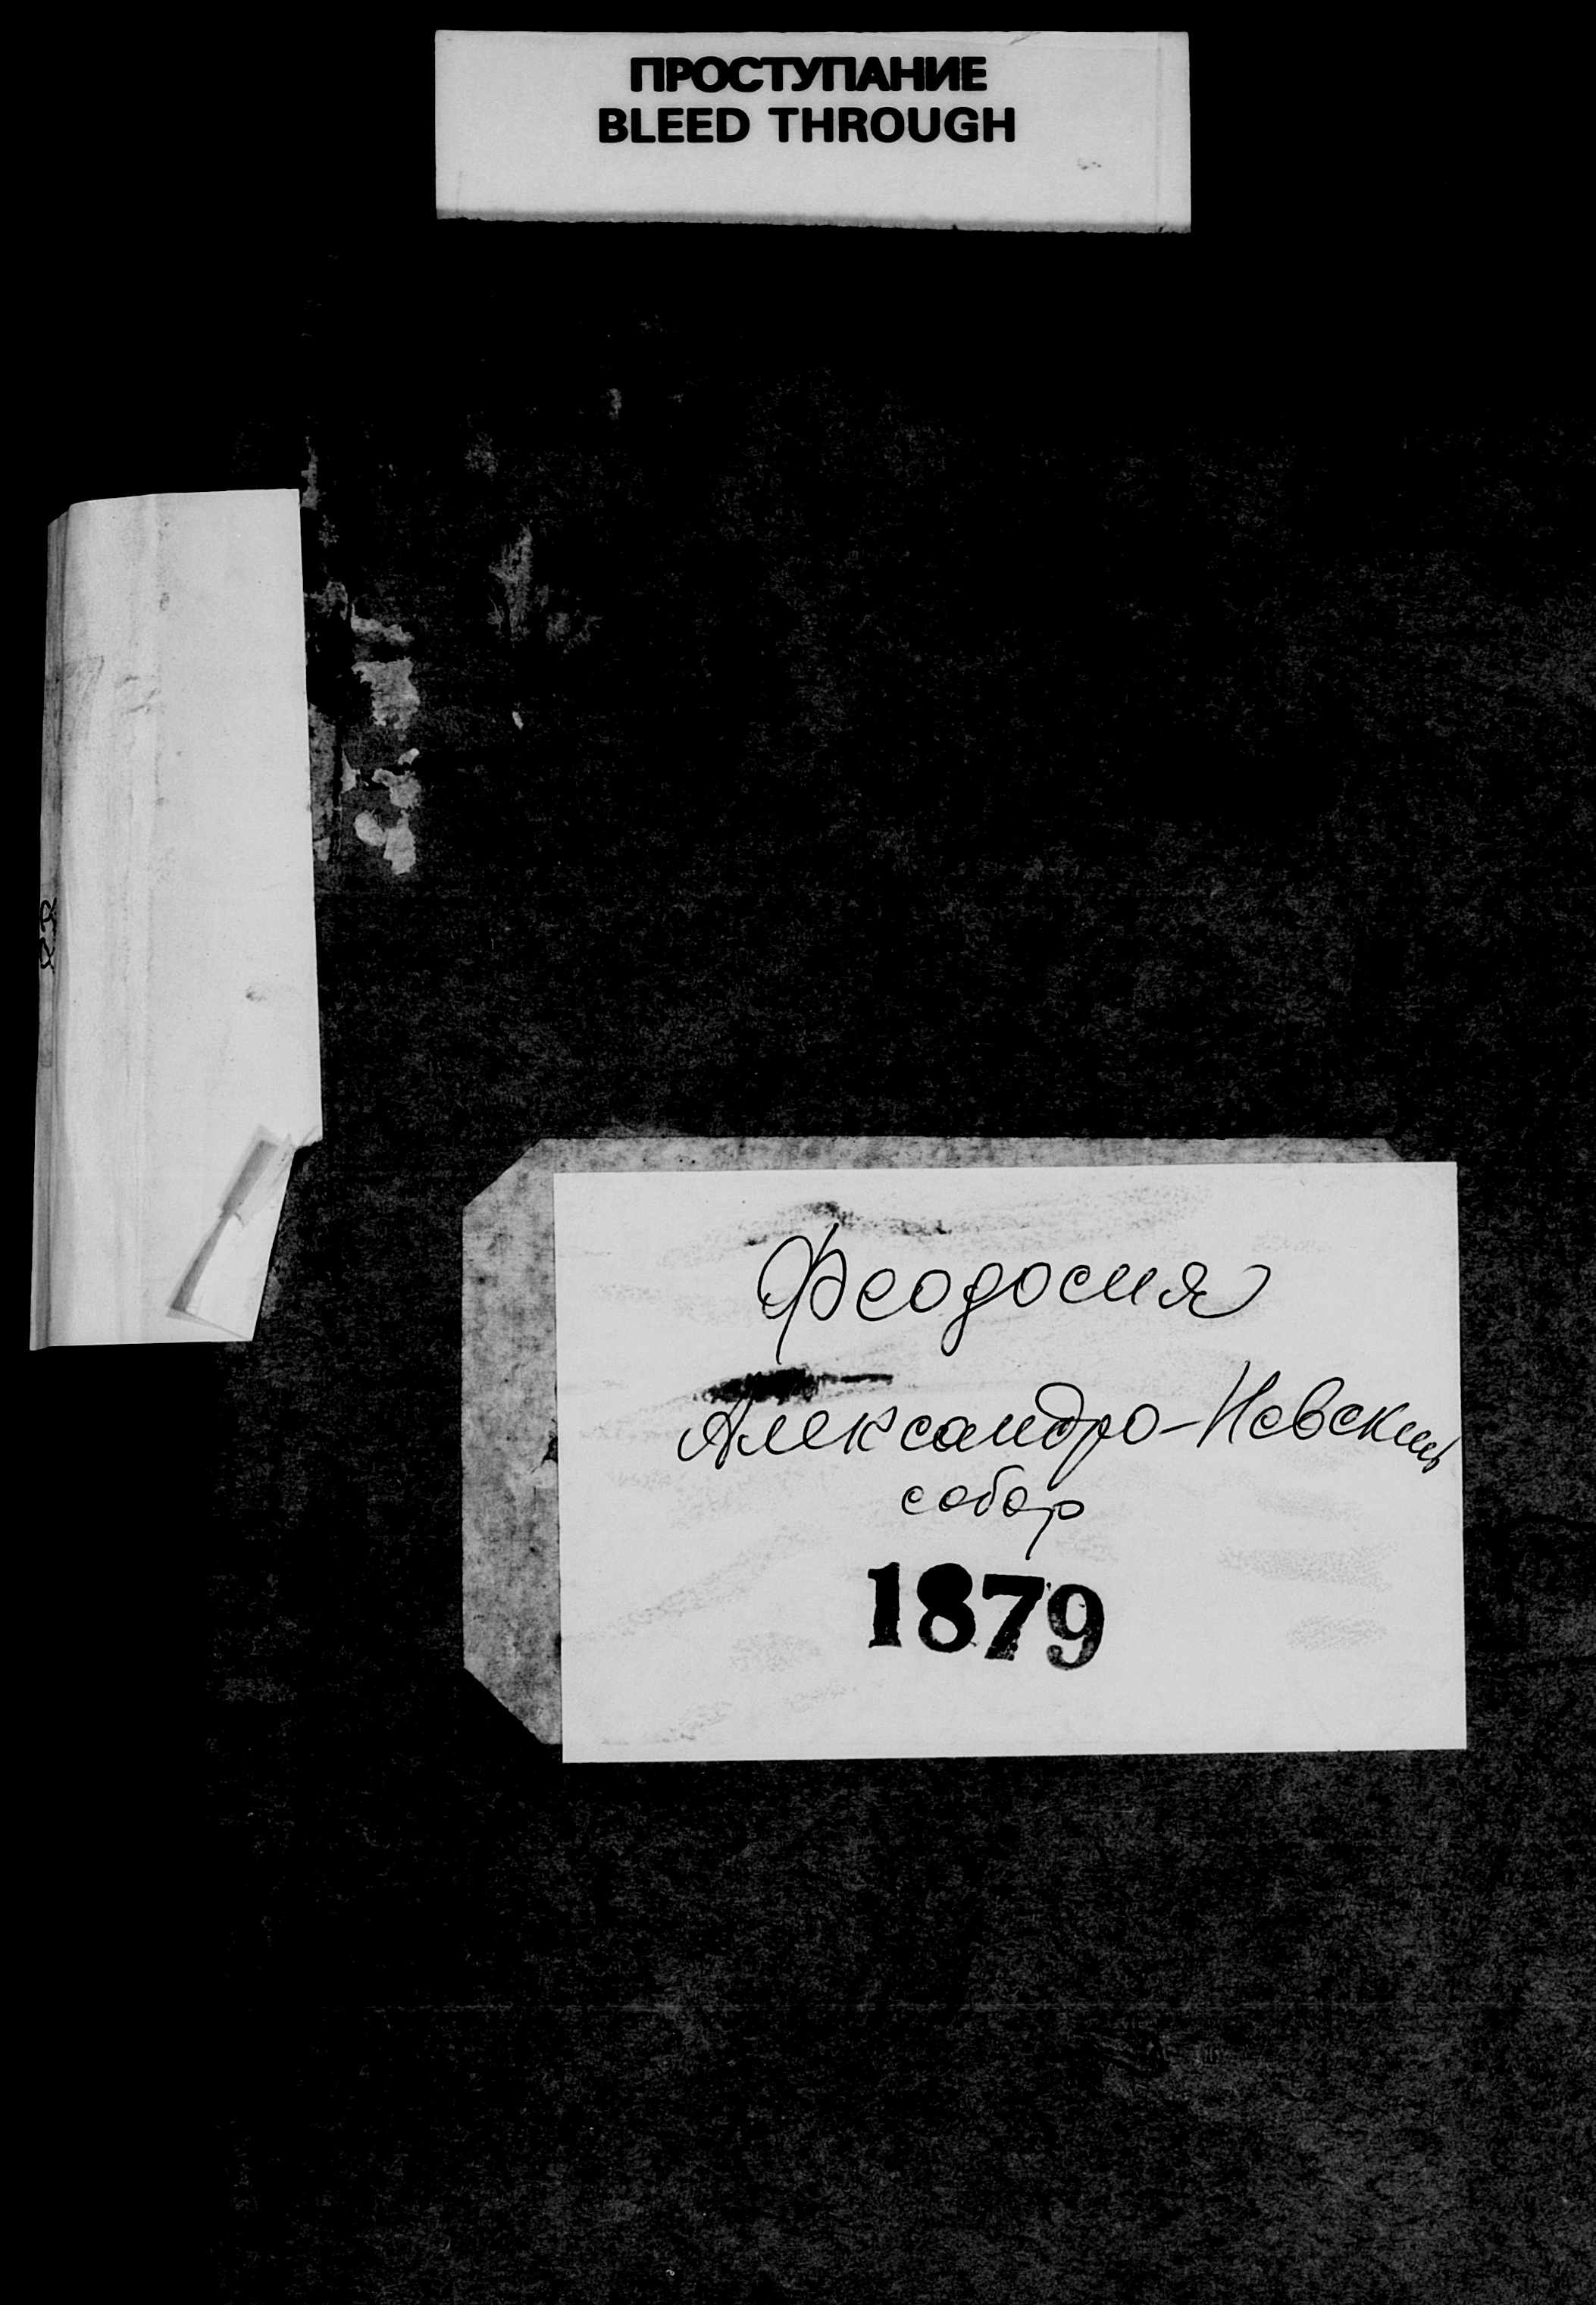 ПРОСТУПАНИЕ
BLEED THROUGH
Феодосия
Александро-Невский
собор
1879